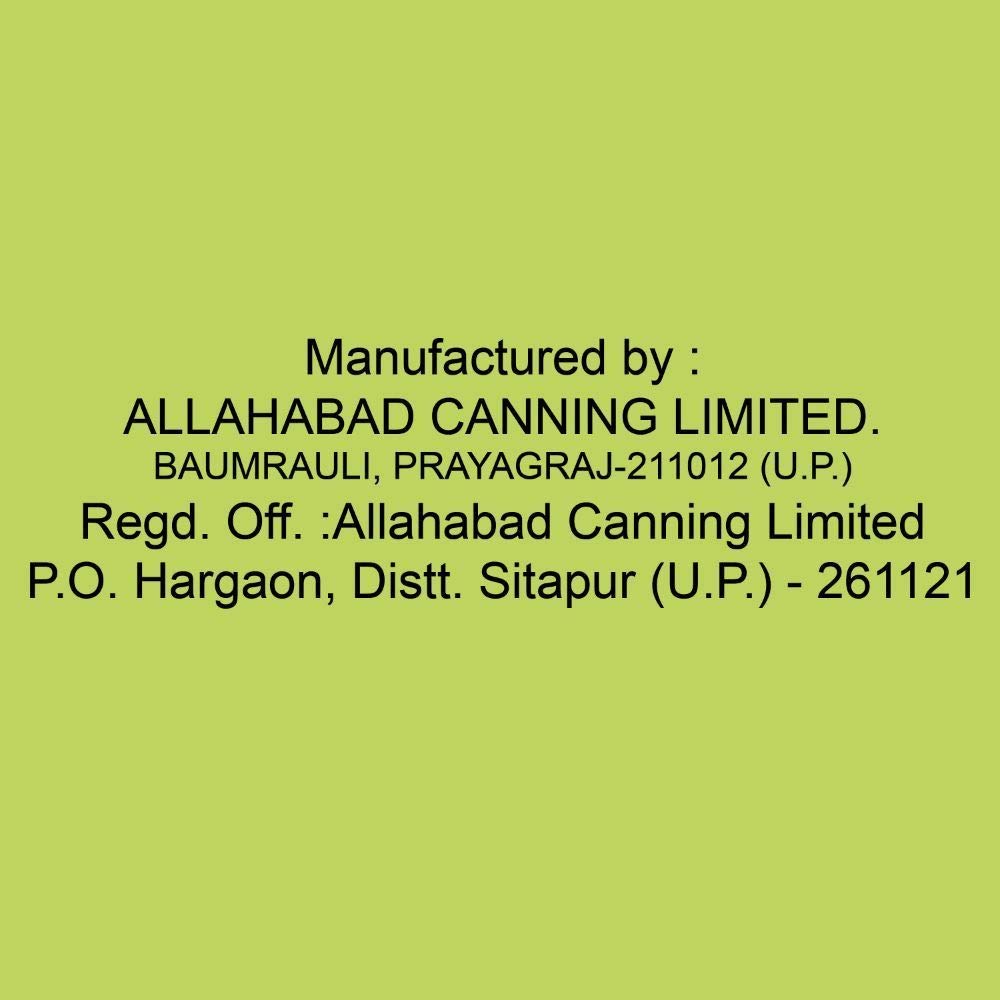 Manufactured by :
ALLAHABAD CANNING LIMITED.
BAUMRAULI, PRAYAGRAJ-211012 (U.P.)
Regd. Off. :Allahabad Canning Limited
P.O. Hargaon, Distt. Sitapur (U.P.) - 261121